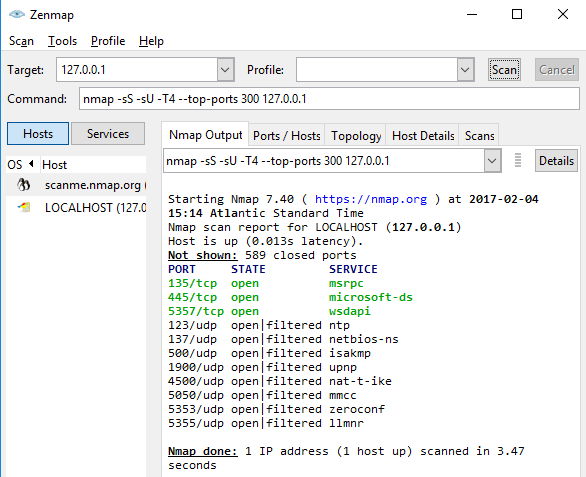 Zenmap
Scan Tools Profile Help
Target: 127.0.0.1 Profile: Scan Cancel
Command: nmap -sS -sU -T4 --top-ports 300 127.0.0.1
Hosts Services
OS Host
scanme.nmap.org (
LOCALHOST (127.0
Nmap Output Ports / Hosts Topology Host Details Scans
nmap -sS -sU -T4 --top-ports 300 127.0.0.1 Details
Starting Nmap 7.40 ( https://nmap.org ) at 2017-02-04
15:14 Atlantic Standard Time
Nmap scan report for LOCALHOST (127.0.0.1)
Host is up (0.013s latency).
Not shown: 589 closed ports
PORT STATE SERVICE
135/tcp open msrpc
445/tcp open microsoft-ds
5357/tcp open wsdapi
123/udp open|filtered ntp
137/udp open|filtered netbios-ns
500/udp open|filtered isakmp
1900/udp open|filtered upnp
4500/udp open|filtered nat-t-ike
5050/udp open|filtered mmcc
5353/udp open|filtered zeroconf
5355/udp open|filtered llmnr
Nmap done: 1 IP address (1 host up) scanned in 3.47
seconds